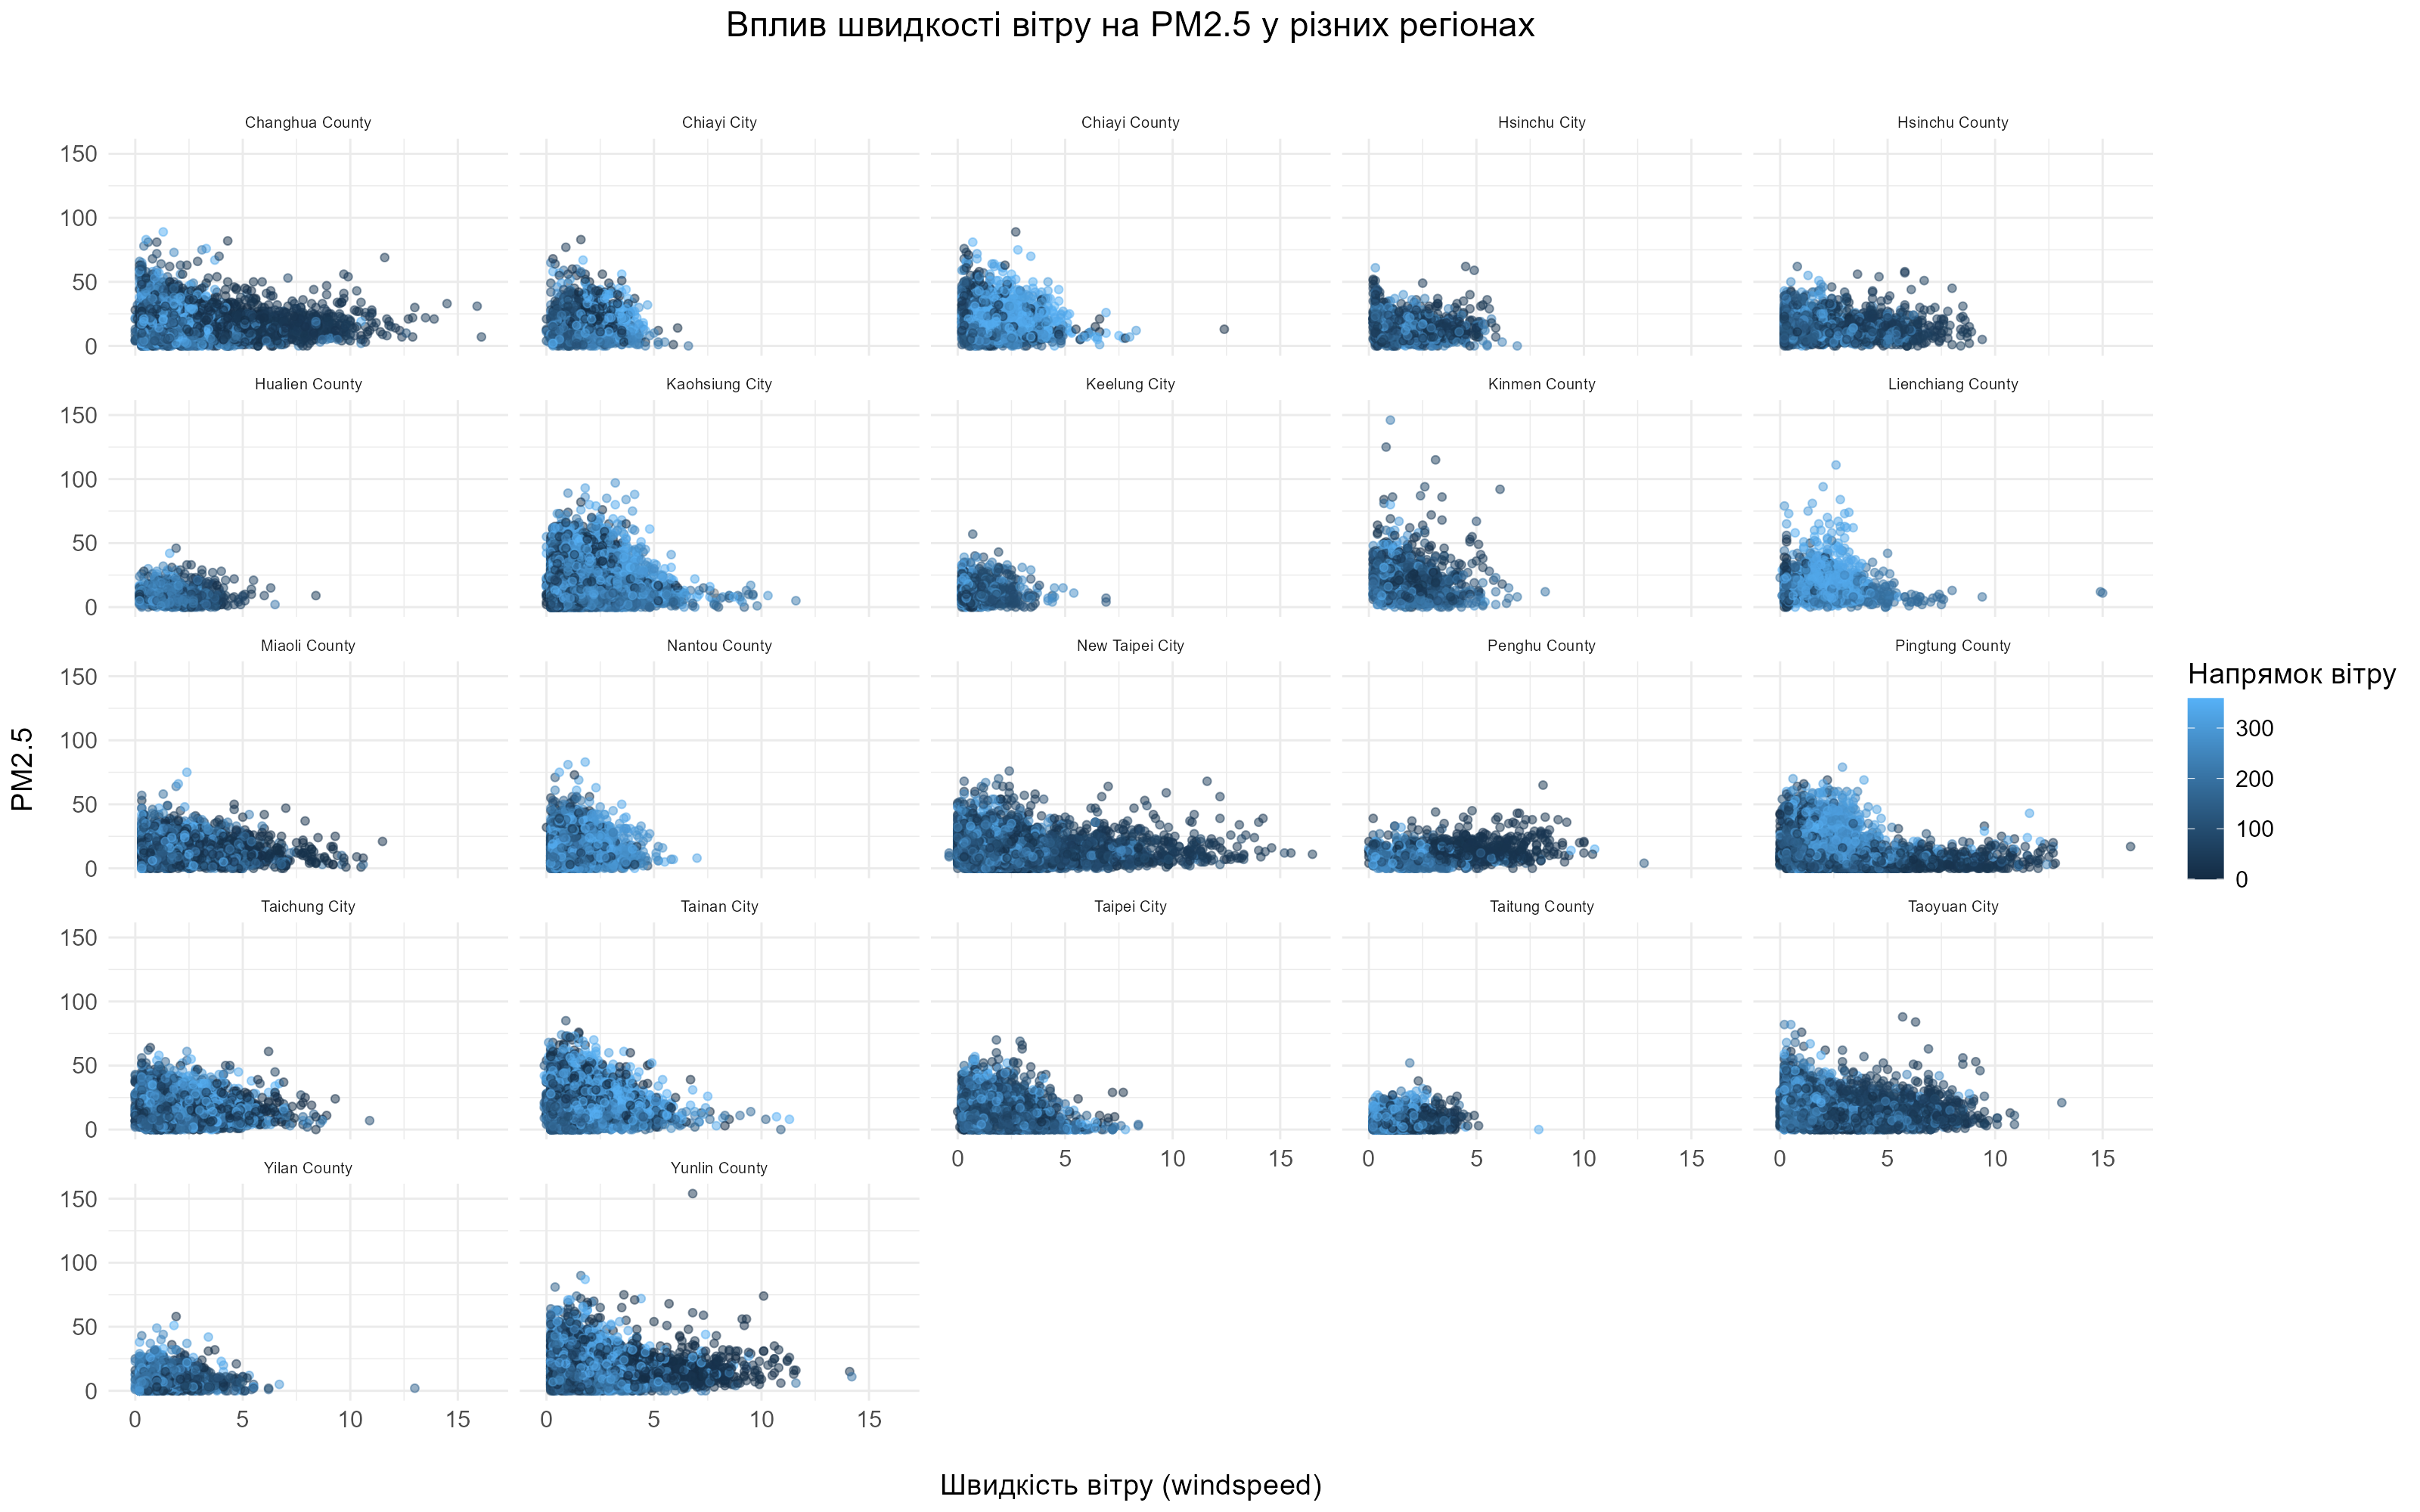 Вплив швидкості вітру на PM2.5 у різних регіонах
Changhua County Chiayi City Chiayi County Hsinchu City Hsinchu County
150
100
50
0
Hualien County Kaohsiung City Keelung City Kinmen County Lienchiang County
150
100
50
0
Miaoli County Nantou County New Taipei City Penghu County Pingtung County
150
100
50
0
Taichung City Tainan City Taipei City Taitung County Taoyuan City
150
100
50
0
0 5 10 15 0 5 10 15 0 5 10 15
Yilan County Yunlin County
150
100
50
0
0 5 10 15 0 5 10 15
PM2.5
Швидкість вітру (windspeed)
Напрямок вітру
300
200
100
0